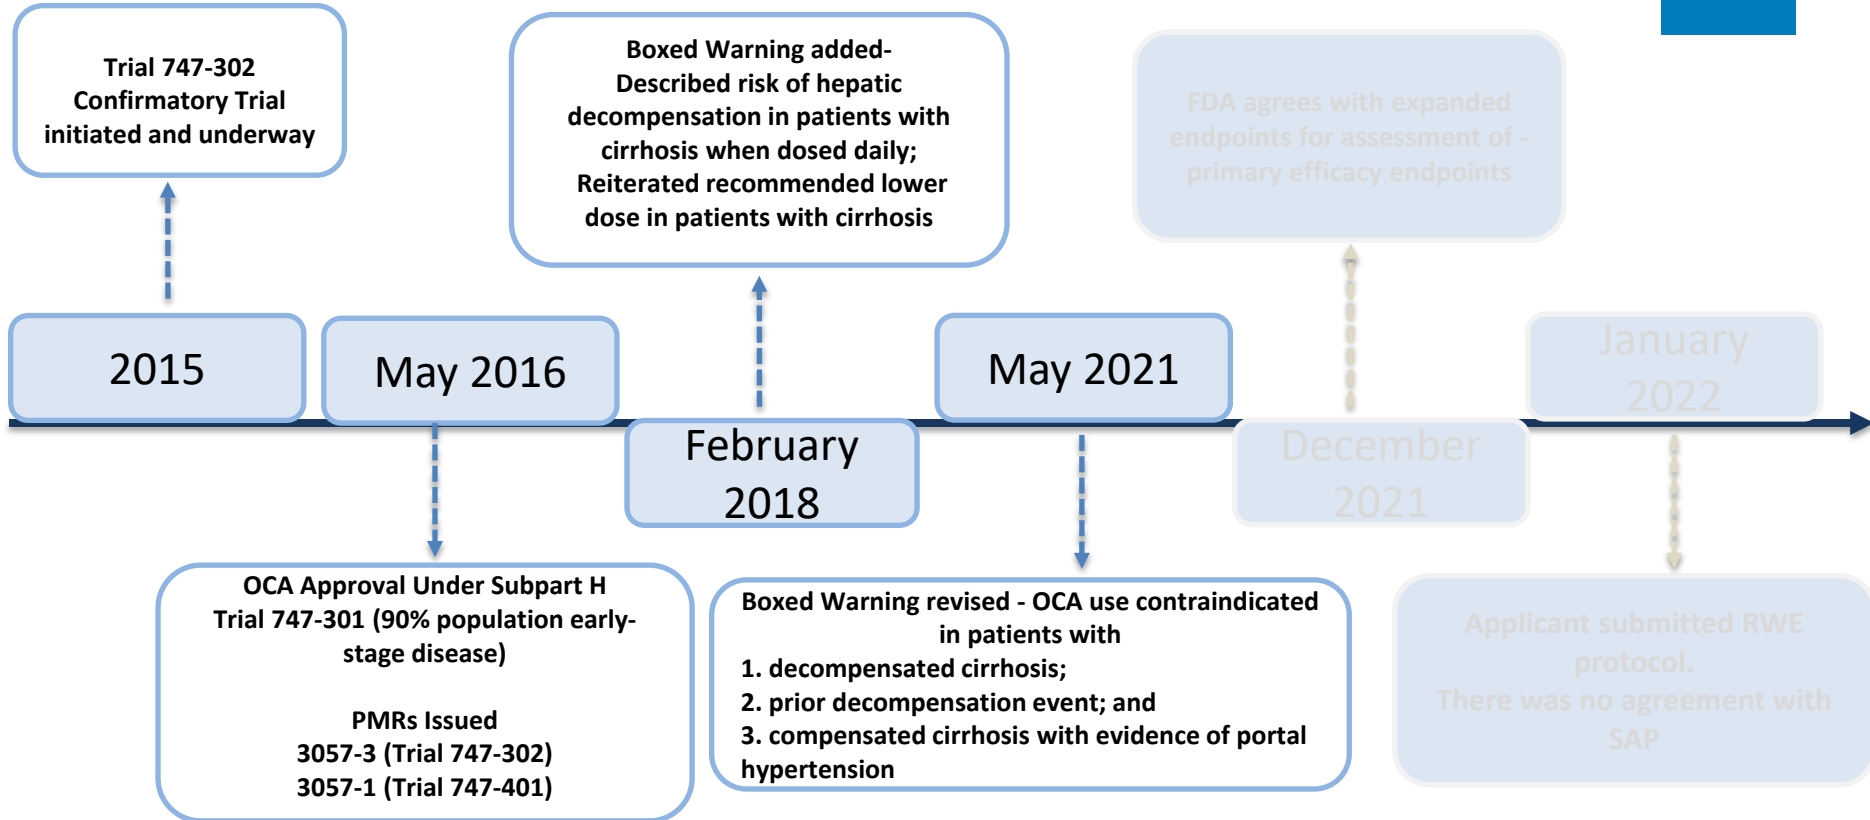 Trial 747-302
Confirmatory Trial
initiated and underway
Boxed Warning added-
Described risk of hepatic
decompensation in patients with
cirrhosis when dosed daily;
Reiterated recommended lower
dose in patients with cirrhosis
FDA agrees with expanded
endpoints for assessment of -
primary efficacy endpoints
2015
May 2016
February
2018
May 2021
December
2021
January
2022
OCA Approval Under Subpart H
Trial 747-301 (90% population early-
stage disease)
PMRs Issued
3057-3 (Trial 747-302)
3057-1 (Trial 747-401)
Boxed Warning revised - OCA use contraindicated
in patients with
1. decompensated cirrhosis;
2. prior decompensation event; and
3. compensated cirrhosis with evidence of portal
hypertension
Applicant submitted RWE
protocol.
There was no agreement with
SAP